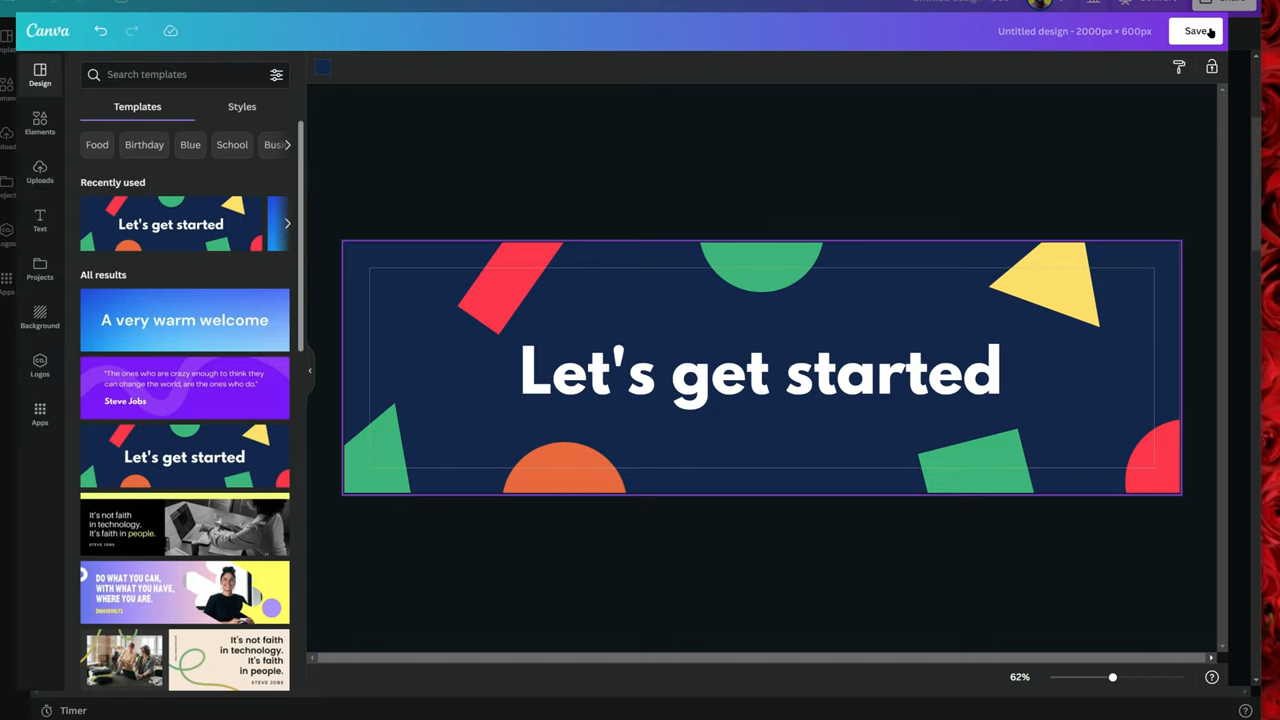 Canva
Untitled design - 2000px × 600px
Save
Design
Elements
Uploads
Text
Projects
Background
Logos
Apps
Search templates
Templates
Styles
Food
Birthday
Blue
School
Recently used
Let's get started
All results
A very warm welcome
"The ones who are crazy enough to think they
can change the world, are the ones who do."
Steve Jobs
Let's get started
It's not faith
in technology.
It's faith in people.
STEVE JOBS
DO WHAT YOU CAN,
WITH WHAT YOU HAVE,
WHERE YOU ARE.
[ROOSEVELT]
It's not faith
in technology.
It's faith
in people.
STEVE JOBS
Let's get started
62%
Timer